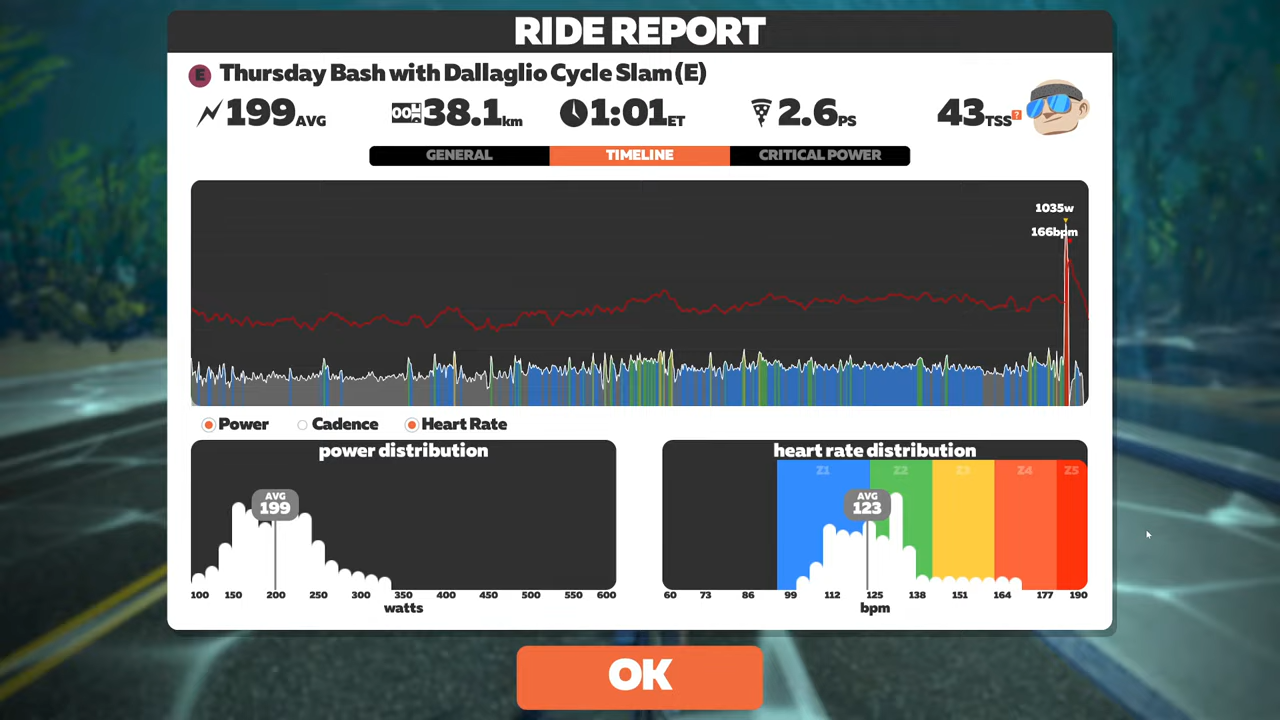 RIDE REPORT
E Thursday Bash with Dallaglio Cycle Slam (E)
199AVG 38.1km 1:01ET 2.6PS 43TSS?
GENERAL TIMELINE CRITICAL POWER
1035w
166bpm
Power Cadence Heart Rate
power distribution
AVG
199
100 150 200 250 300 350 400 450 500 550 600
watts
heart rate distribution
Z1 Z2 Z3 Z4 Z5
AVG
123
60 73 86 99 112 125 138 151 164 177 190
bpm
OK